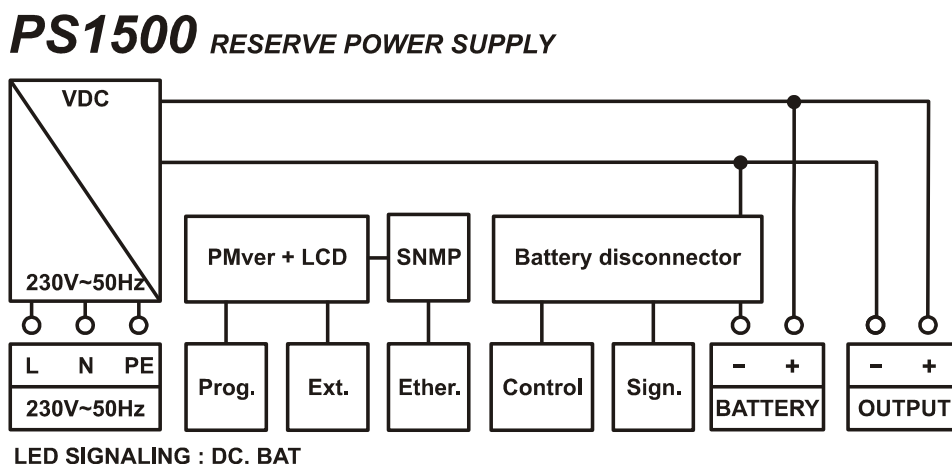 PS1500 RESERVE POWER SUPPLY
VDC
230V~50Hz
PMver + LCD
SNMP
Battery disconnector
L N PE
230V~50Hz
Prog.
Ext.
Ether.
Control
Sign.
- +
BATTERY
- +
OUTPUT
LED SIGNALING : DC. BAT